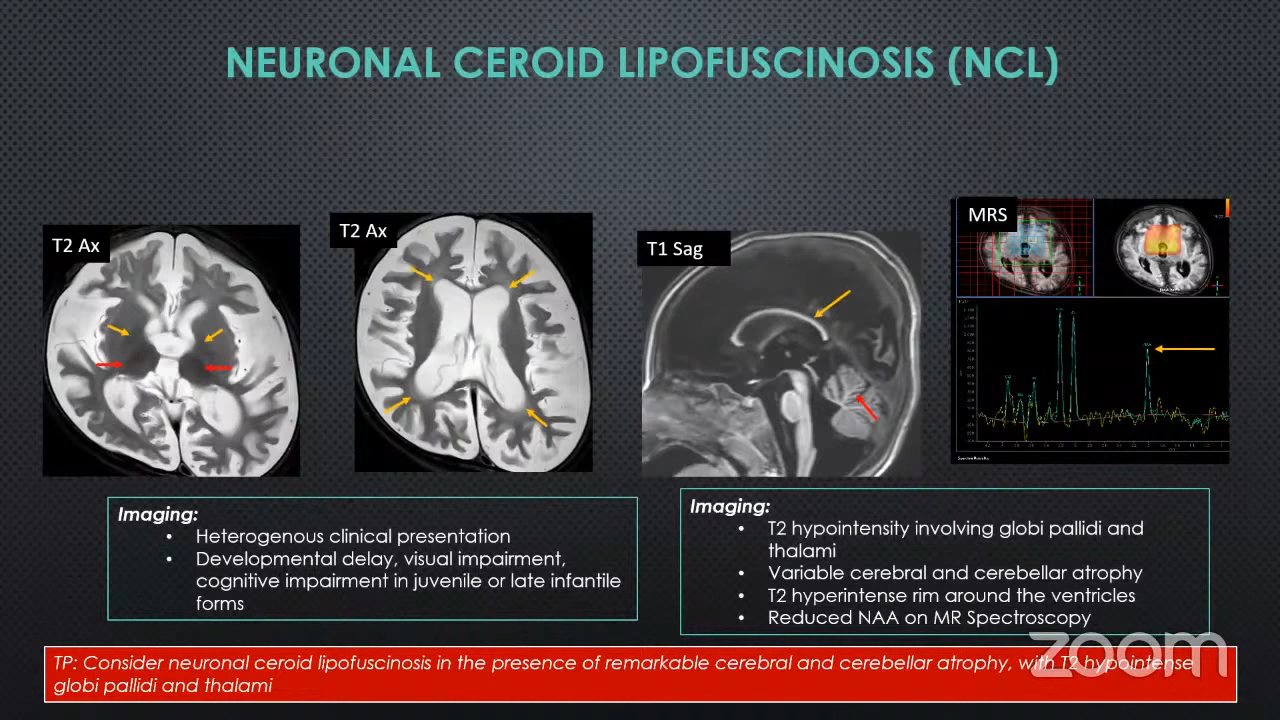 NEURONAL CEROID LIPOFUSCINOSIS (NCL)
T2 Ax
T2 Ax
T1 Sag
MRS
Imaging:
• Heterogenous clinical presentation
• Developmental delay, visual impairment,
cognitive impairment in juvenile or late infantile
forms
Imaging:
• T2 hypointensity involving globi pallidi and
thalami
• Variable cerebral and cerebellar atrophy
• T2 hyperintense rim around the ventricles
• Reduced NAA on MR Spectroscopy
zoom
TP: Consider neuronal ceroid lipofuscinosis in the presence of remarkable cerebral and cerebellar atrophy, with T2 hypointense
globi pallidi and thalami